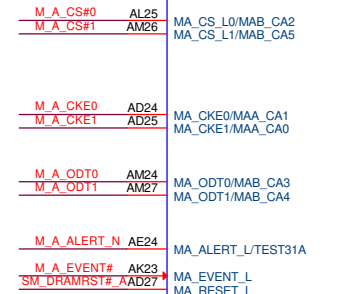 M_A_CS#0 AL25 MA_CS_L0/MAB_CA2
M_A_CS#1 AM26 MA_CS_L1/MAB_CA5
M_A_CKE0 AD24 MA_CKE0/MAA_CA1
M_A_CKE1 AD25 MA_CKE1/MAA_CA0
M_A_ODT0 AM24 MA_ODT0/MAB_CA3
M_A_ODT1 AM27 MA_ODT1/MAB_CA4
M_A_ALERT_N AE24 MA_ALERT_L/TEST31A
M_A_EVENT# AK23 MA_EVENT_L
SM_DRAMRST#_A AD27 MA_RESET_L